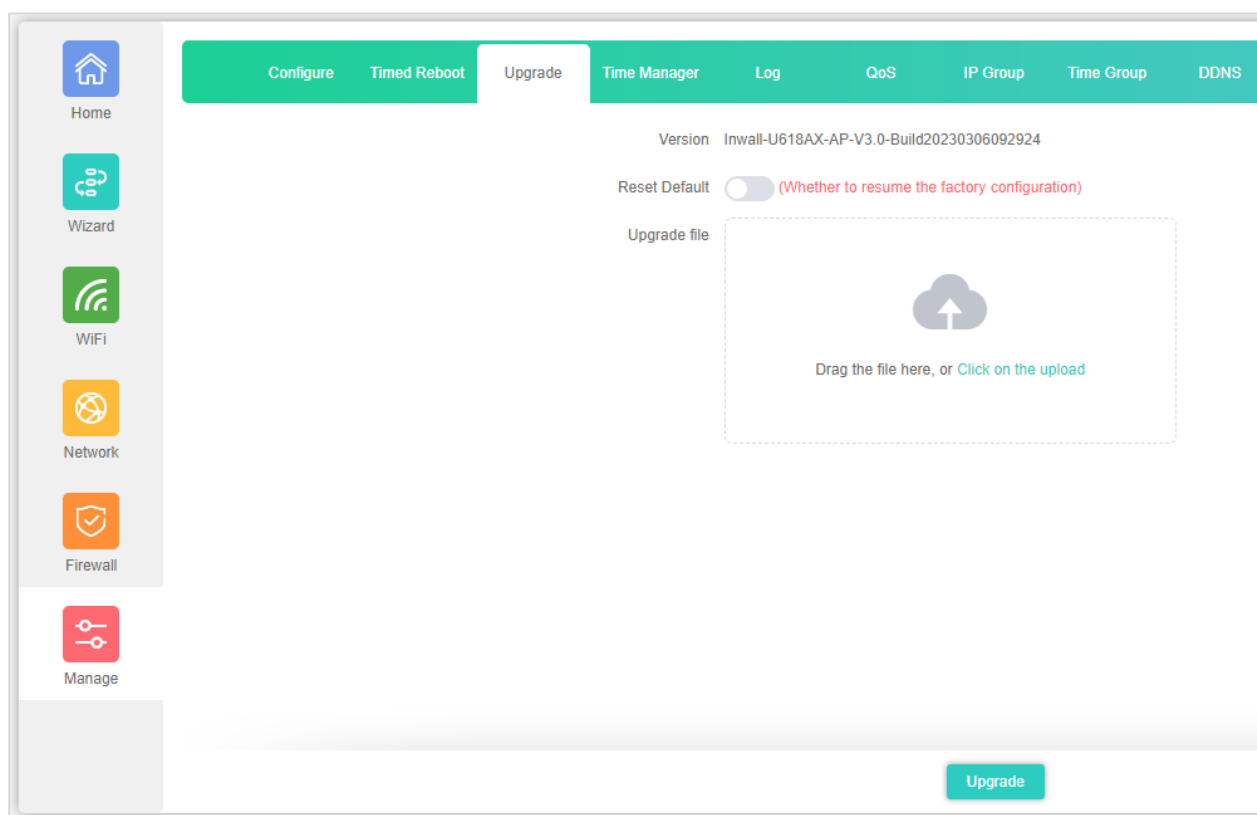 Home
Wizard
WiFi
Network
Firewall
Manage
Configure Timed Reboot Upgrade Time Manager Log QoS IP Group Time Group DDNS
Version Inwall-U618AX-AP-V3.0-Build20230306092924
Reset Default (Whether to resume the factory configuration)
Upgrade file
Drag the file here, or Click on the upload
Upgrade